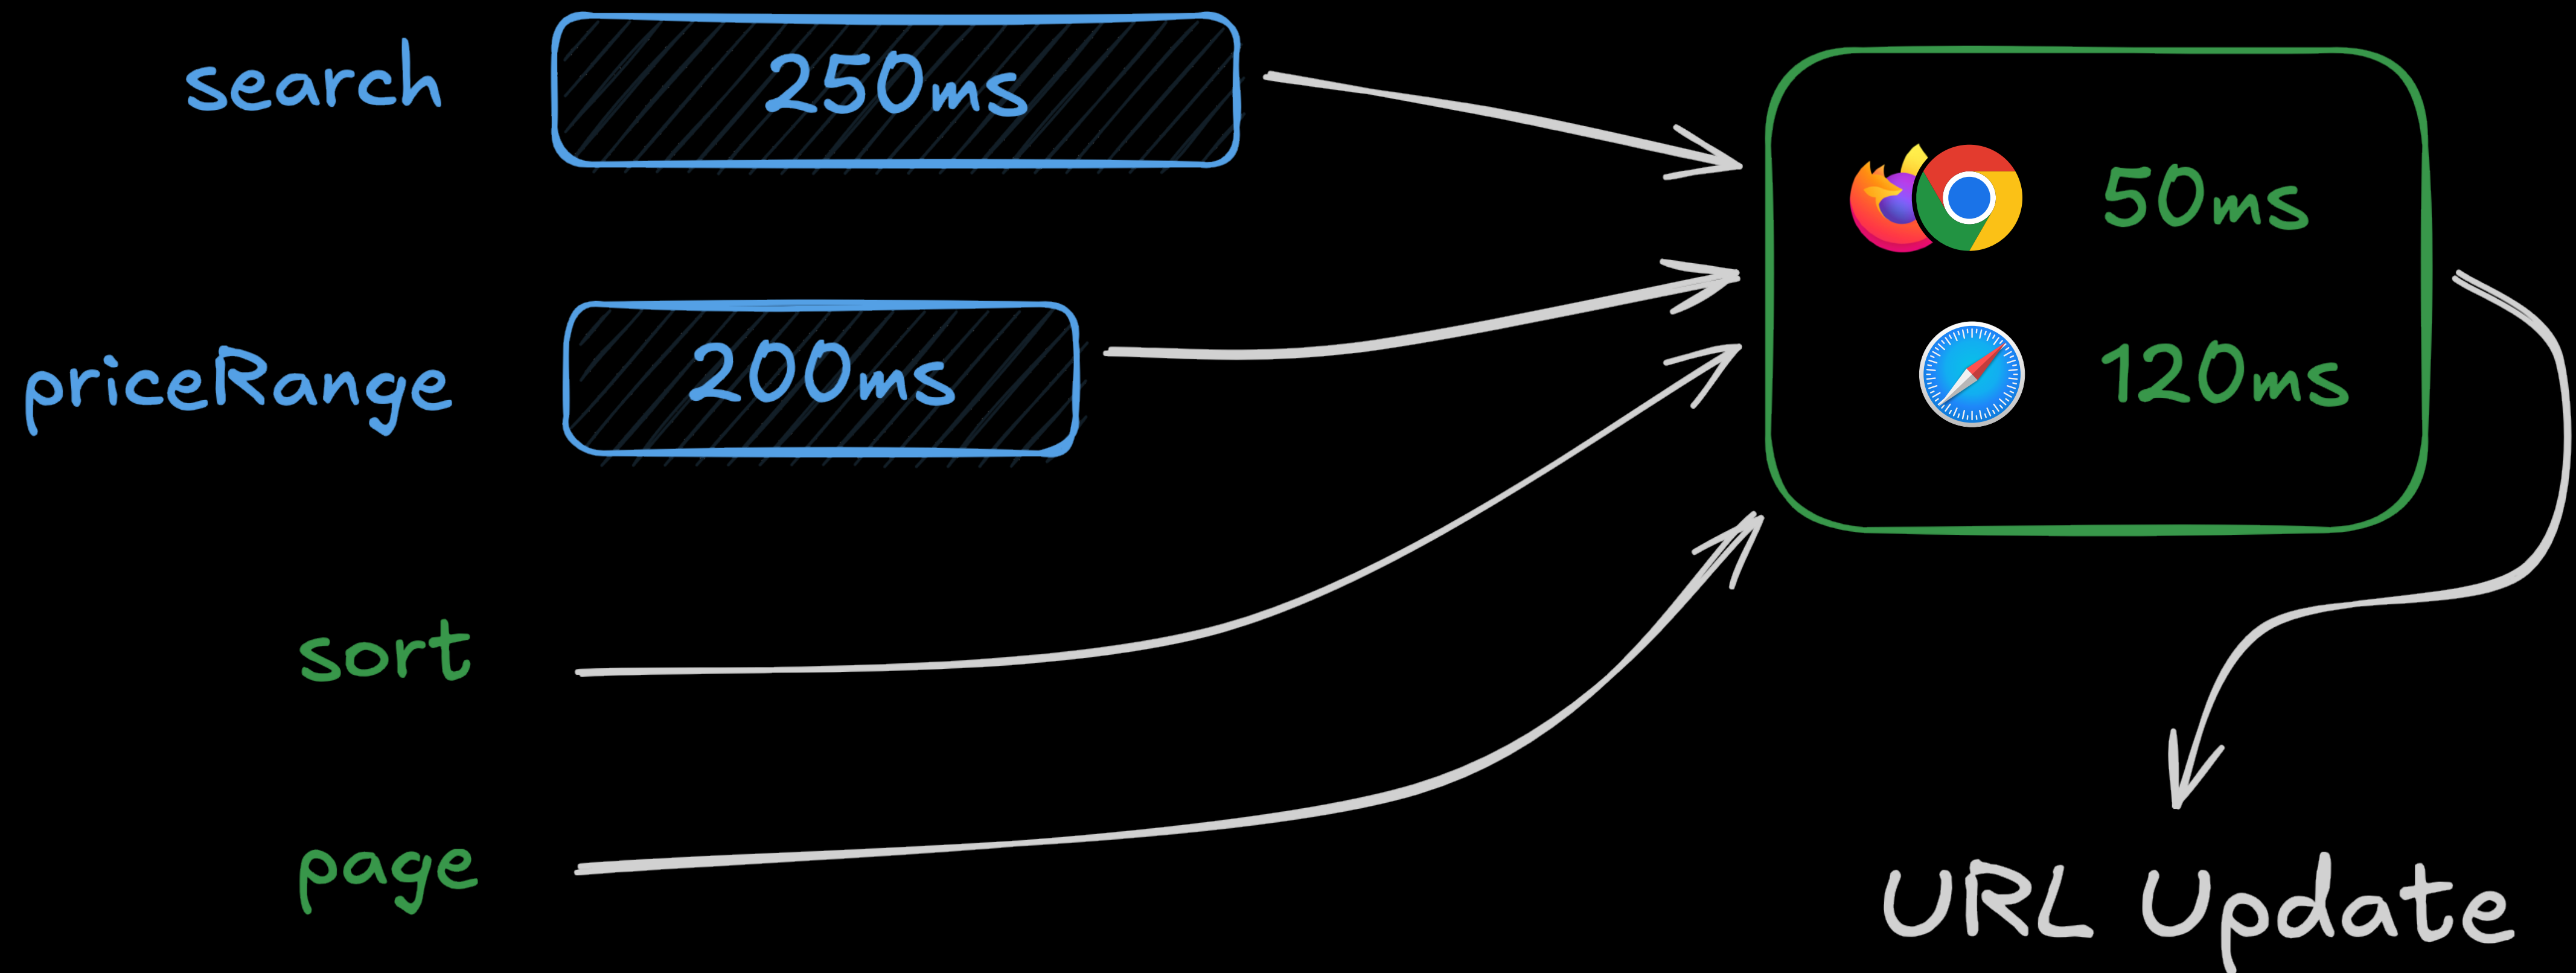 search
250ms
50ms
priceRange
200ms
120ms
sort
page
URL Update